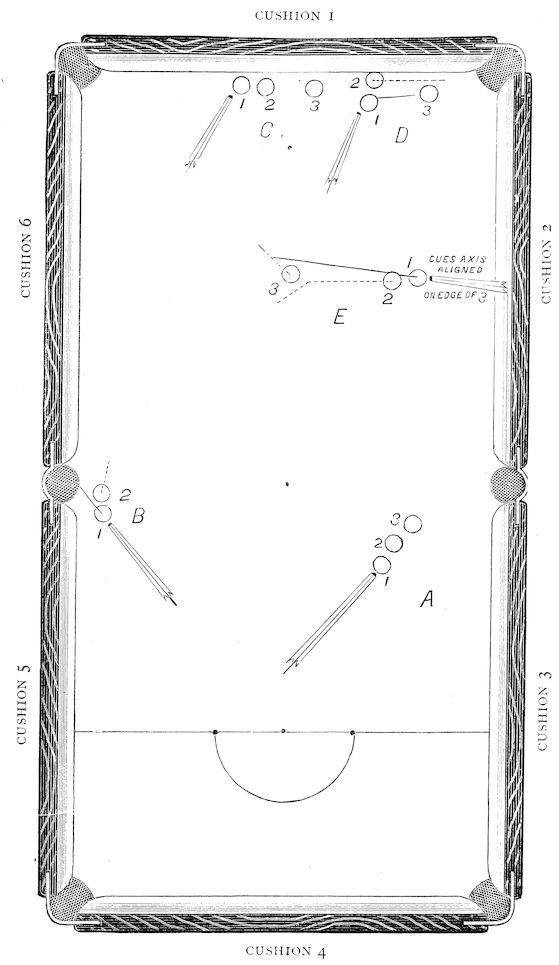 CUSHION 1
1 2 3
C
2
1 3
D
CUSHION 6
CUSHION 2
1
CUES AXIS
ALIGNED
3
2
ON EDGE OF 3
E
2
B
1
3
2
1
A
CUSHION 5
CUSHION 3
CUSHION 4